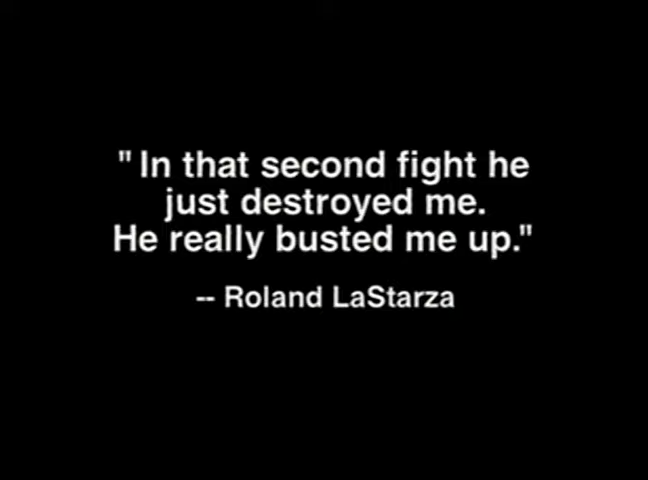 "In that second fight he
just destroyed me.
He really busted me up."
-- Roland LaStarza